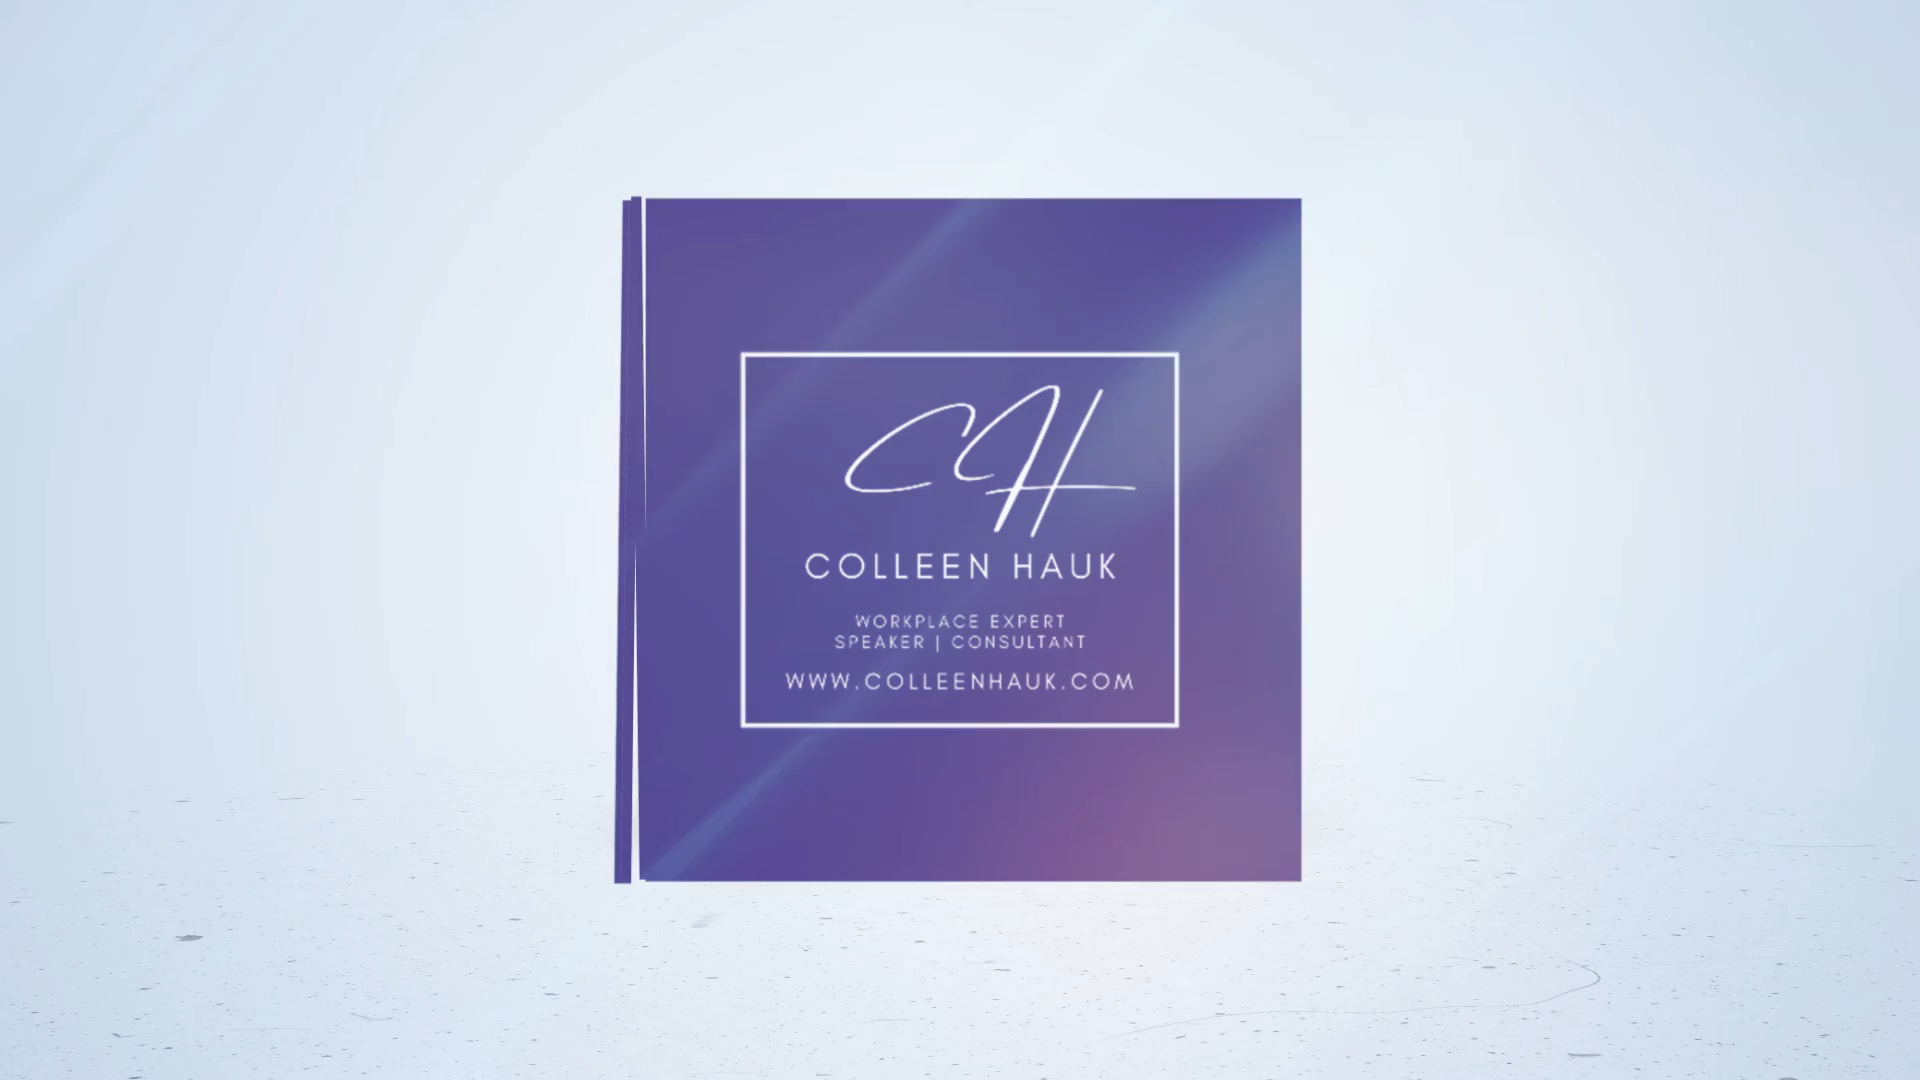 CH
COLLEEN HAUK
WORKPLACE EXPERT
SPEAKER | CONSULTANT
WWW.COLLEENHAUK.COM